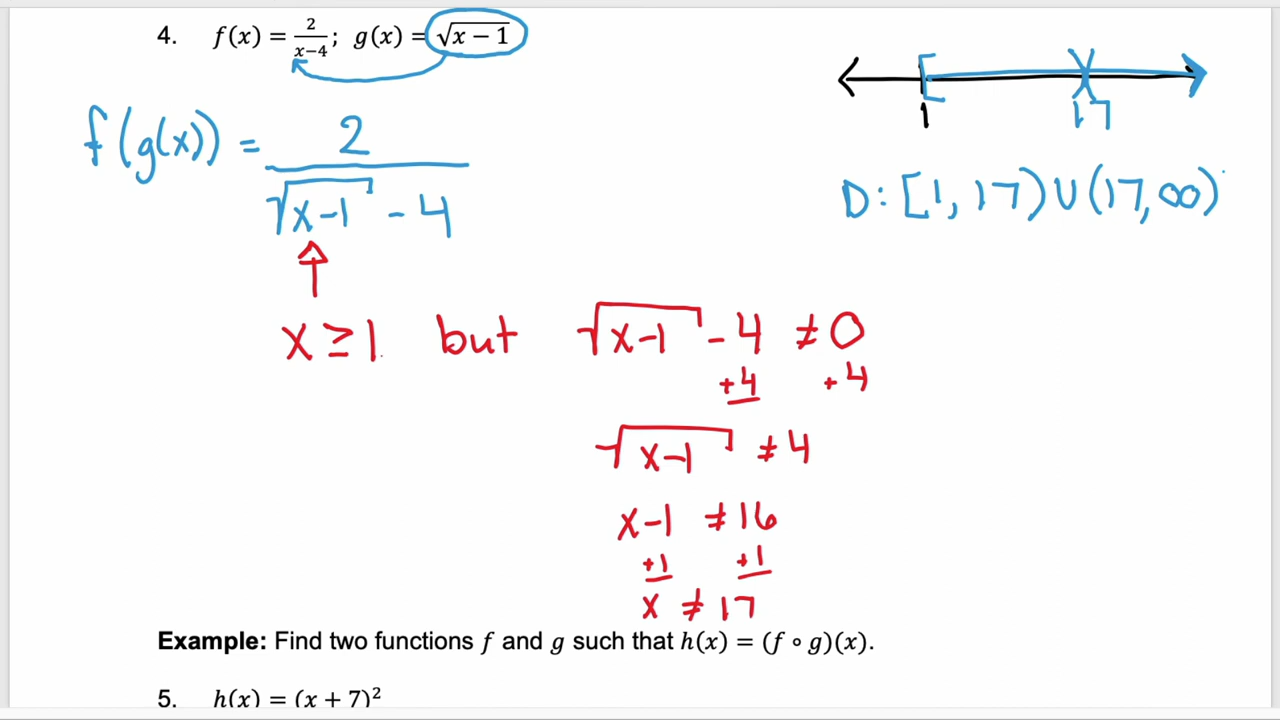 4. f(x) = 2/(x−4); g(x) = √(x − 1)
1 17
f(g(x)) = 2/(√(x-1) - 4)
D: [1, 17) ∪ (17, ∞)
x ≥ 1 but √(x-1) - 4 ≠ 0
+4 +4
√(x-1) ≠ 4
x-1 ≠ 16
+1 +1
x ≠ 17
Example: Find two functions f and g such that h(x) = (f ∘ g)(x).
5. h(x) = (x + 7)²